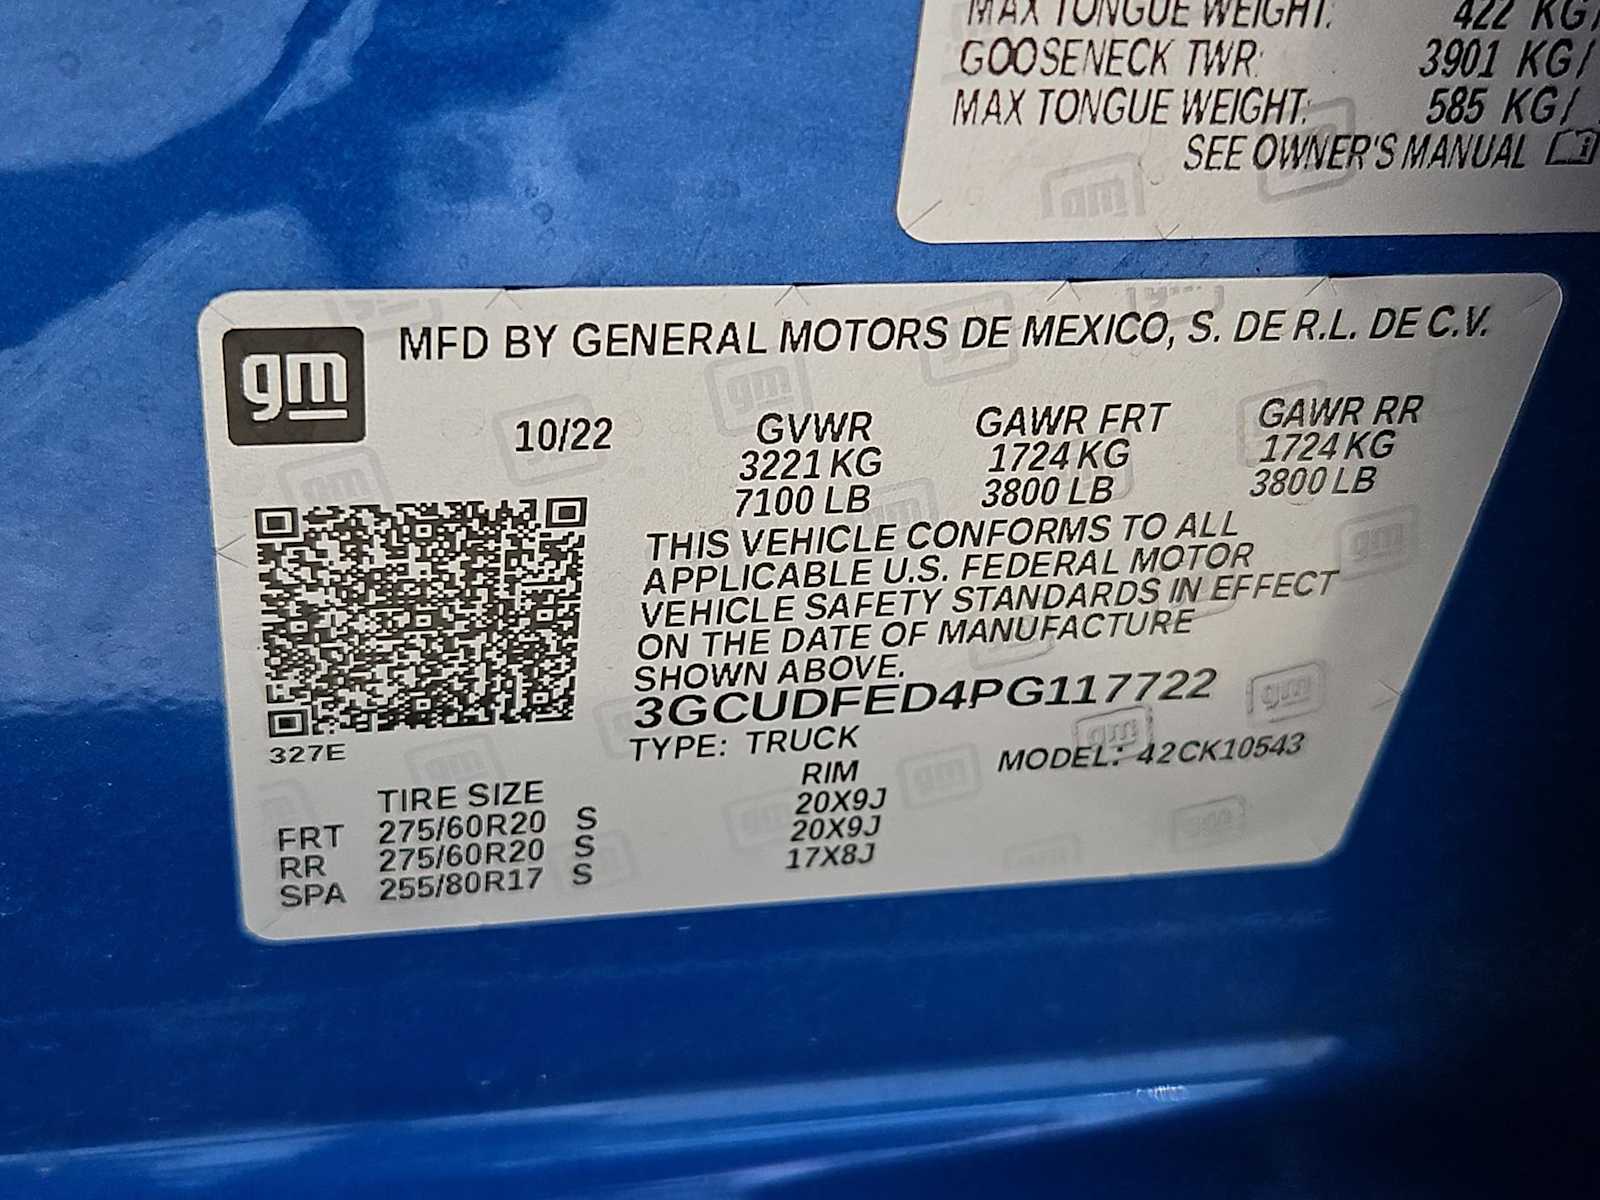 MAX TONGUE WEIGHT: 422 KG/
GOOSENECK TWR: 3901 KG/
MAX TONGUE WEIGHT: 585 KG/
SEE OWNER'S MANUAL
gm
MFD BY GENERAL MOTORS DE MEXICO, S. DE R.L. DE C.V.
10/22 GVWR GAWR FRT GAWR RR
3221 KG 1724 KG 1724 KG
7100 LB 3800 LB 3800 LB
THIS VEHICLE CONFORMS TO ALL
APPLICABLE U.S. FEDERAL MOTOR
VEHICLE SAFETY STANDARDS IN EFFECT
ON THE DATE OF MANUFACTURE
SHOWN ABOVE.
3GCUDFED4PG117722
327E TYPE: TRUCK MODEL: 42CK10543
TIRE SIZE RIM
FRT 275/60R20 S 20X9J
RR 275/60R20 S 20X9J
SPA 255/80R17 S 17X8J